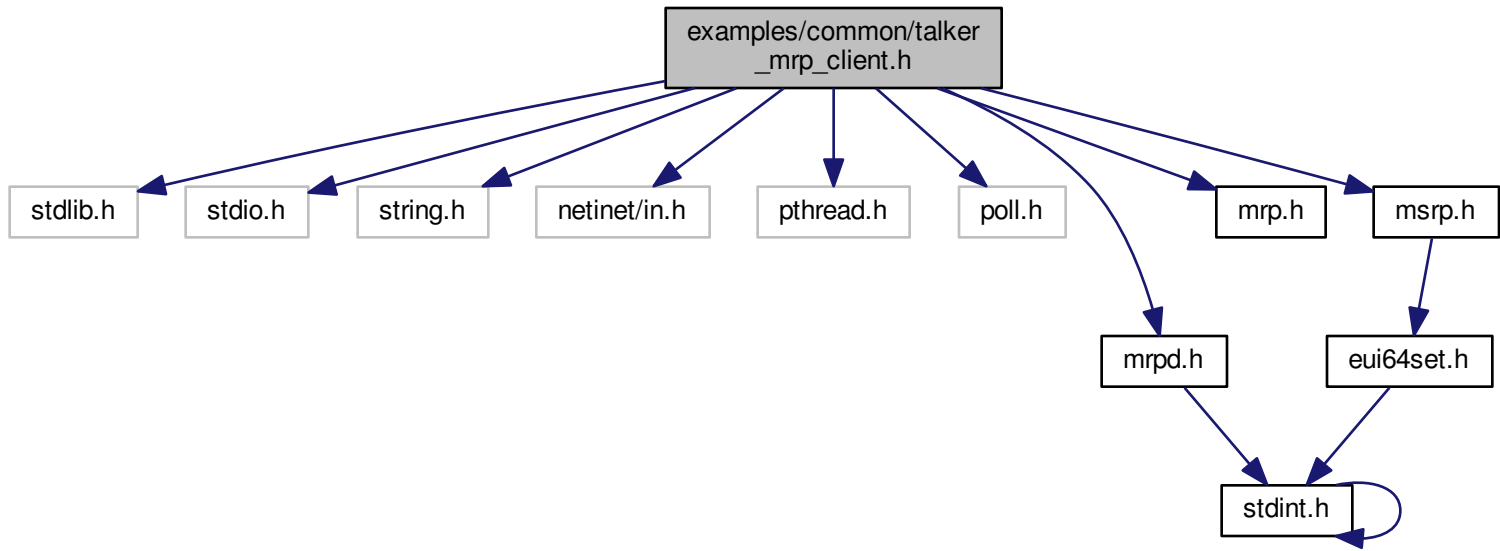 examples/common/talker
_mrp_client.h
stdlib.h
stdio.h
string.h
netinet/in.h
pthread.h
poll.h
mrp.h
msrp.h
mrpd.h
eui64set.h
stdint.h